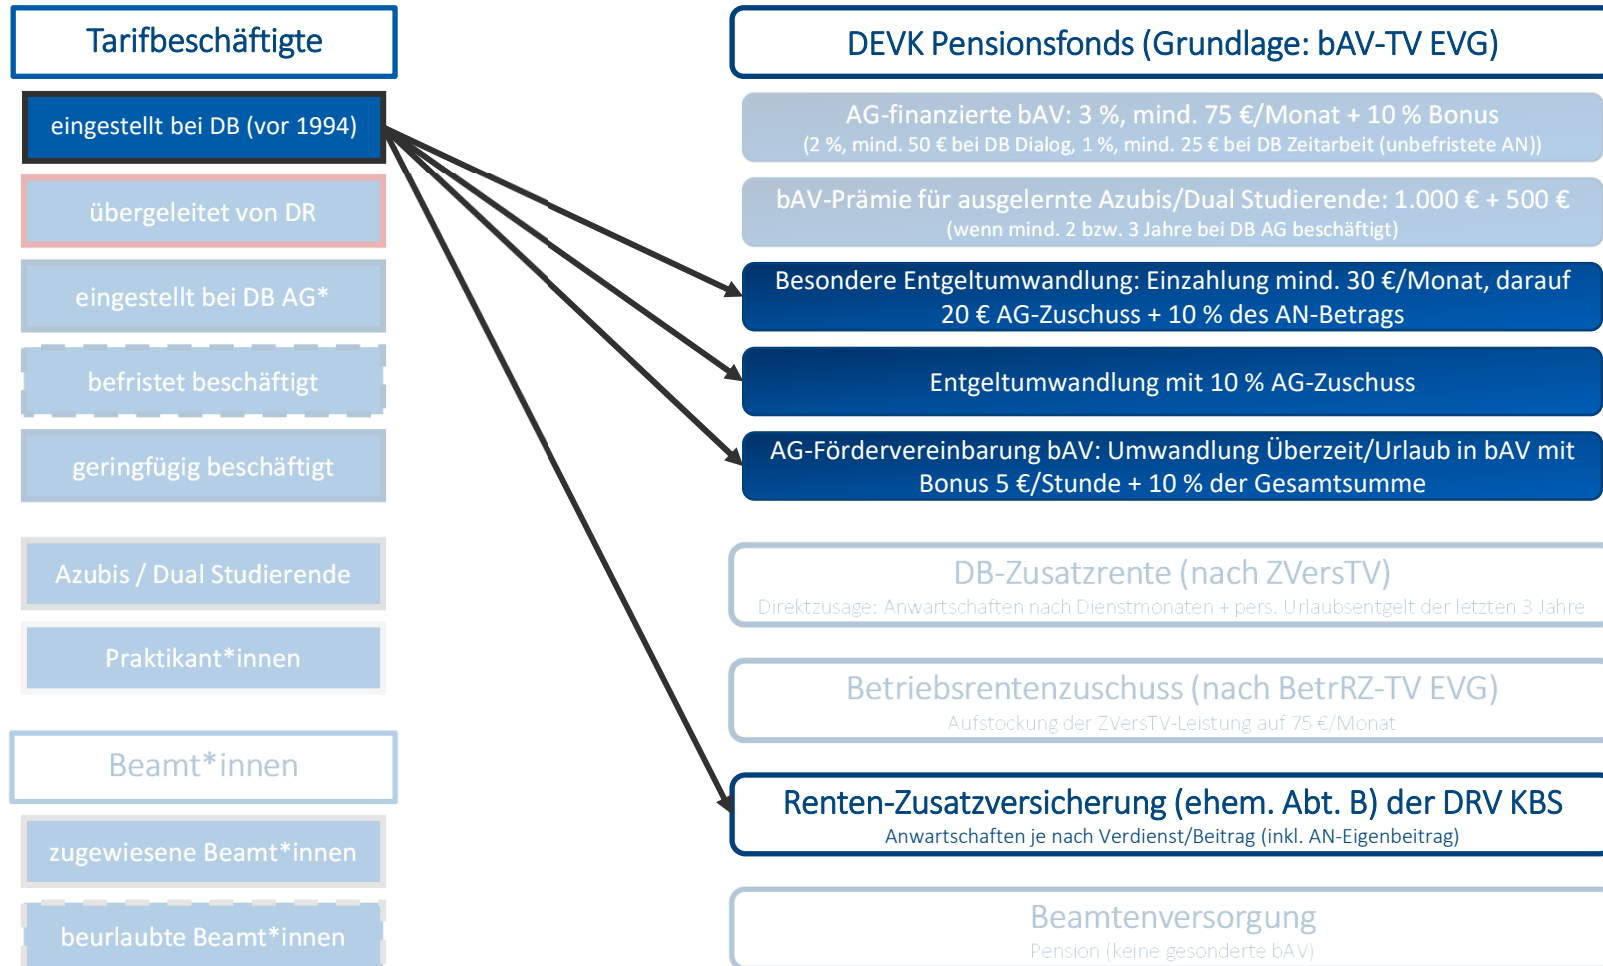 Tarifbeschäftigte
eingestellt bei DB (vor 1994)
übergeleitet von DR
eingestellt bei DB AG*
befristet beschäftigt
geringfügig beschäftigt
Azubis / Dual Studierende
Praktikant*innen
Beamt*innen
zugewiesene Beamt*innen
beurlaubte Beamt*innen
DEVK Pensionsfonds (Grundlage: bAV-TV EVG)
AG-finanzierte bAV: 3 %, mind. 75 €/Monat + 10 % Bonus
(2 %, mind. 50 € bei DB Dialog, 1 %, mind. 25 € bei DB Zeitarbeit (unbefristete AN))
bAV-Prämie für ausgelernte Azubis/Dual Studierende: 1.000 € + 500 €
(wenn mind. 2 bzw. 3 Jahre bei DB AG beschäftigt)
Besondere Entgeltumwandlung: Einzahlung mind. 30 €/Monat, darauf
20 € AG-Zuschuss + 10 % des AN-Betrags
Entgeltumwandlung mit 10 % AG-Zuschuss
AG-Fördervereinbarung bAV: Umwandlung Überzeit/Urlaub in bAV mit
Bonus 5 €/Stunde + 10 % der Gesamtsumme
DB-Zusatzrente (nach ZVersTV)
Direktzusage: Anwartschaften nach Dienstmonaten + pers. Urlaubsentgelt der letzten 3 Jahre
Betriebsrentenzuschuss (nach BetrRZ-TV EVG)
Aufstockung der ZVersTV-Leistung auf 75 €/Monat
Renten-Zusatzversicherung (ehem. Abt. B) der DRV KBS
Anwartschaften je nach Verdienst/Beitrag (inkl. AN-Eigenbeitrag)
Beamtenversorgung
Pension (keine gesonderte bAV)